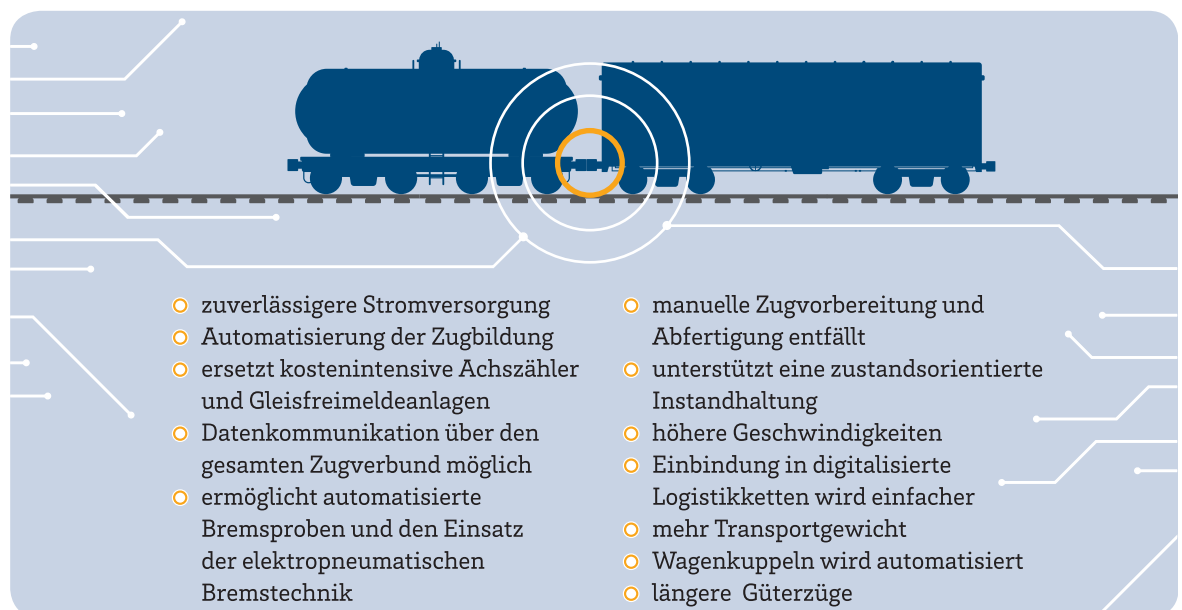 zuverlässigere Stromversorgung
Automatisierung der Zugbildung
ersetzt kostenintensive Achszähler
und Gleisfreimeldeanlagen
Datenkommunikation über den
gesamten Zugverbund möglich
ermöglicht automatisierte
Bremsproben und den Einsatz
der elektropneumatischen
Bremstechnik
manuelle Zugvorbereitung und
Abfertigung entfällt
unterstützt eine zustandsorientierte
Instandhaltung
höhere Geschwindigkeiten
Einbindung in digitalisierte
Logistikketten wird einfacher
mehr Transportgewicht
Wagenkuppeln wird automatisiert
längere Güterzüge